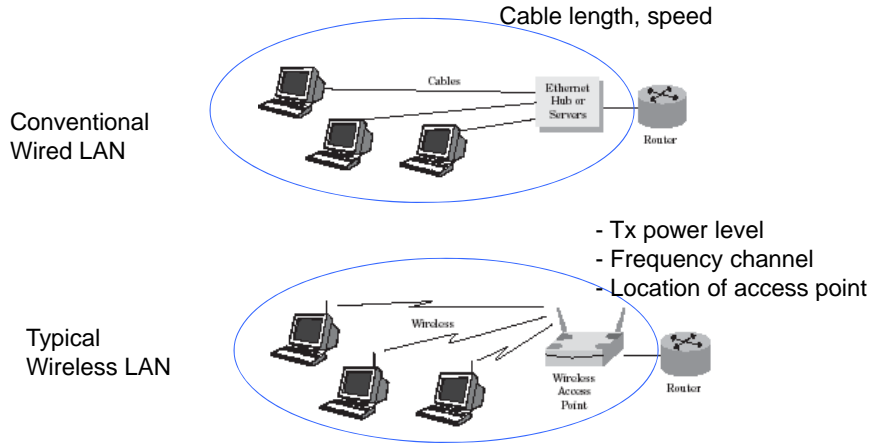 Cable length, speed
Cables
Ethernet
Hub or
Servers
Router
Conventional
Wired LAN
- Tx power level
- Frequency channel
- Location of access point
Wireless
Typical
Wireless LAN
Wireless
Access
Point
Router